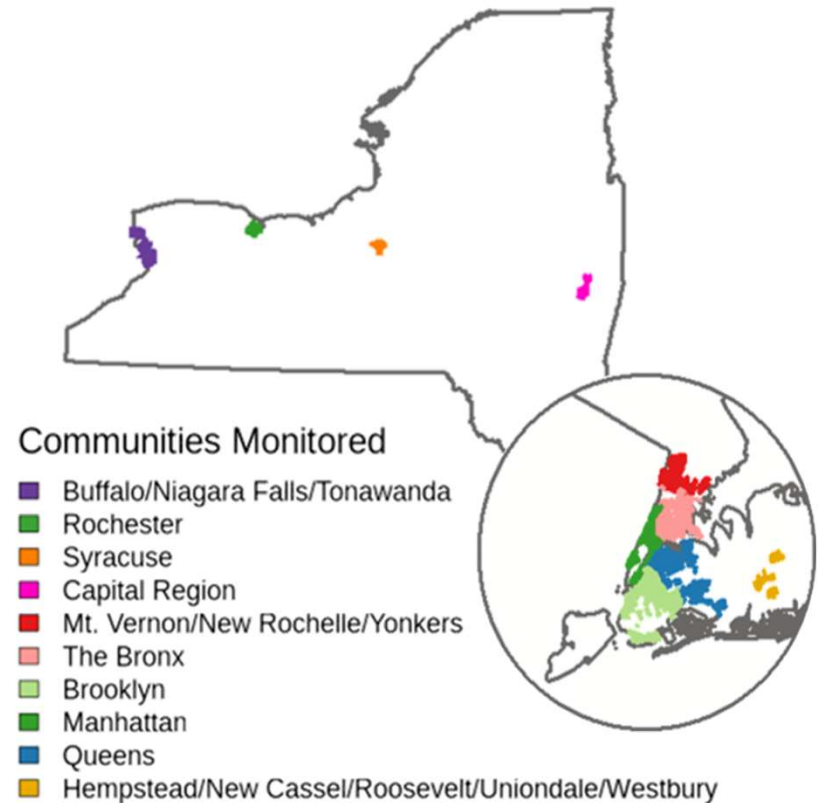 Communities Monitored
Buffalo/Niagara Falls/Tonawanda
Rochester
Syracuse
Capital Region
Mt. Vernon/New Rochelle/Yonkers
The Bronx
Brooklyn
Manhattan
Queens
Hempstead/New Cassel/Roosevelt/Uniondale/Westbury